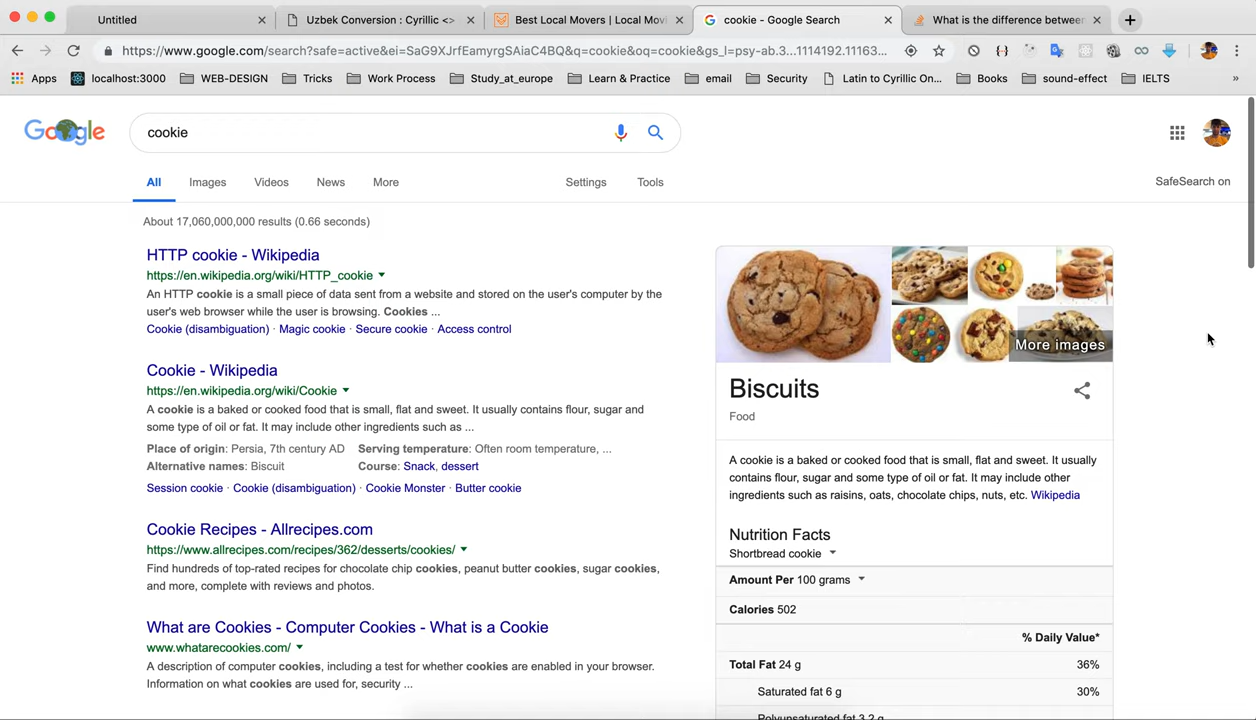 Untitled
Uzbek Conversion : Cyrillic <>
Best Local Movers | Local Movi
cookie - Google Search
What is the difference between
https://www.google.com/search?safe=active&ei=SaG9XJrfEamyrgSAiaC4BQ&q=cookie&oq=cookie&gs_l=psy-ab.3...1114192.11163...
Apps
localhost:3000
WEB-DESIGN
Tricks
Work Process
Study_at_europe
Learn & Practice
email
Security
Latin to Cyrillic On...
Books
sound-effect
IELTS
»
Google
cookie
All
Images
Videos
News
More
Settings
Tools
SafeSearch on
About 17,060,000,000 results (0.66 seconds)
HTTP cookie - Wikipedia
https://en.wikipedia.org/wiki/HTTP_cookie
An HTTP cookie is a small piece of data sent from a website and stored on the user's computer by the
user's web browser while the user is browsing. Cookies ...
Cookie (disambiguation) · Magic cookie · Secure cookie · Access control
Cookie - Wikipedia
https://en.wikipedia.org/wiki/Cookie
A cookie is a baked or cooked food that is small, flat and sweet. It usually contains flour, sugar and
some type of oil or fat. It may include other ingredients such as ...
Place of origin: Persia, 7th century AD Serving temperature: Often room temperature, ...
Alternative names: Biscuit Course: Snack, dessert
Session cookie · Cookie (disambiguation) · Cookie Monster · Butter cookie
Cookie Recipes - Allrecipes.com
https://www.allrecipes.com/recipes/362/desserts/cookies/
Find hundreds of top-rated recipes for chocolate chip cookies, peanut butter cookies, sugar cookies,
and more, complete with reviews and photos.
What are Cookies - Computer Cookies - What is a Cookie
www.whatarecookies.com/
A description of computer cookies, including a test for whether cookies are enabled in your browser.
Information on what cookies are used for, security ...
More images
Biscuits
Food
A cookie is a baked or cooked food that is small, flat and sweet. It usually
contains flour, sugar and some type of oil or fat. It may include other
ingredients such as raisins, oats, chocolate chips, nuts, etc. Wikipedia
Nutrition Facts
Shortbread cookie
Amount Per 100 grams
Calories 502
% Daily Value*
Total Fat 24 g 36%
Saturated fat 6 g 30%
Polyunsaturated fat 3.2 g